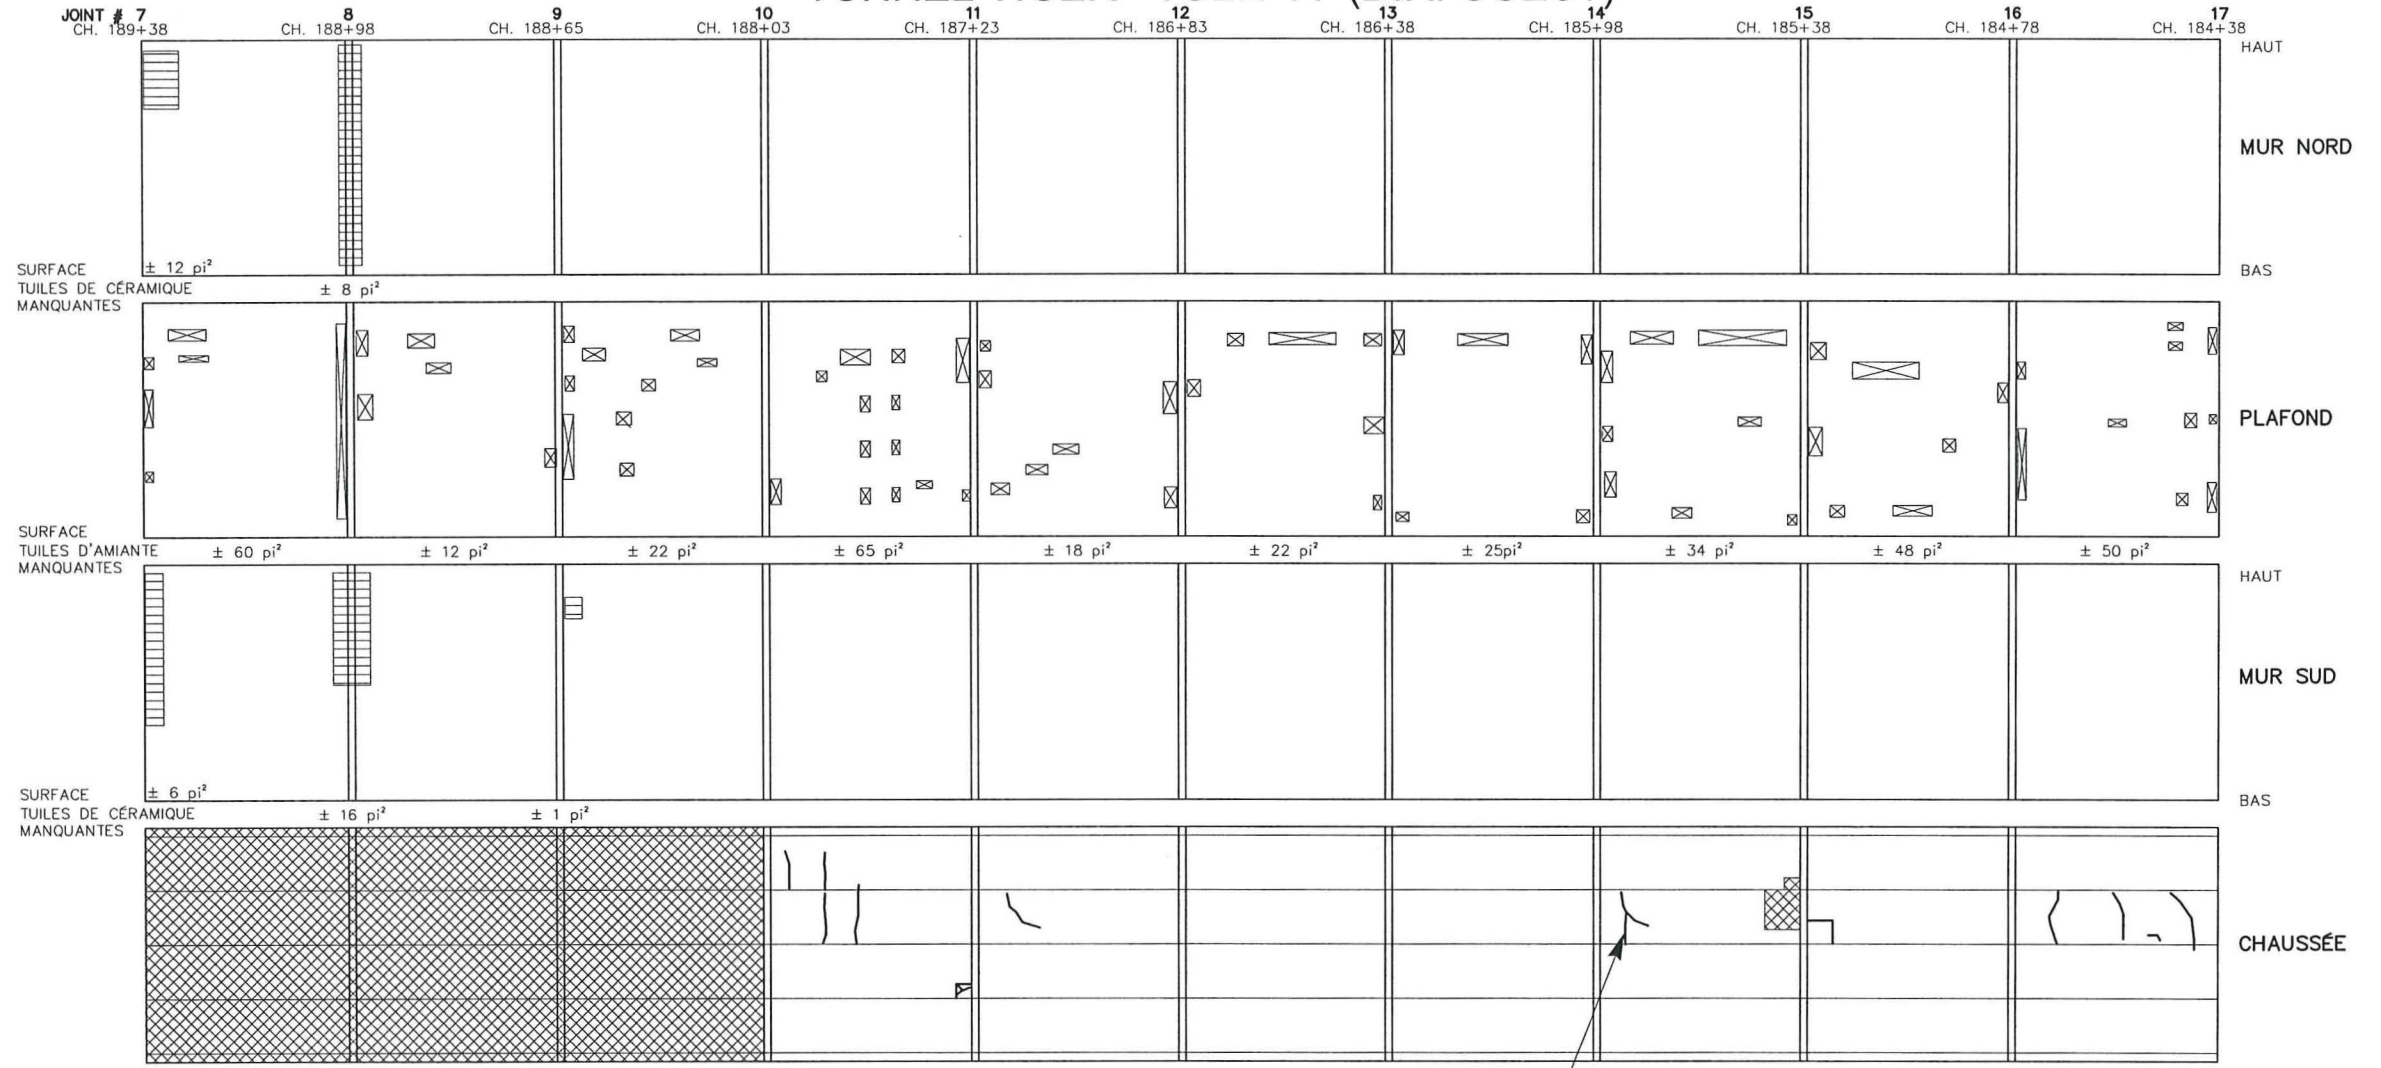 JOINT # 7 8 9 10 11 12 13 14 15 16 17
CH. 189+38 CH. 188+98 CH. 188+65 CH. 188+03 CH. 187+23 CH. 186+83 CH. 186+38 CH. 185+98 CH. 185+38 CH. 184+78 CH. 184+38
HAUT
MUR NORD
BAS
± 12 pi²
SURFACE
TUILES DE CÉRAMIQUE
MANQUANTES
± 8 pi²
PLAFOND
SURFACE
TUILES D'AMIANTE
MANQUANTES
± 60 pi² ± 12 pi² ± 22 pi² ± 65 pi² ± 18 pi² ± 22 pi² ± 25pi² ± 34 pi² ± 48 pi² ± 50 pi²
HAUT
MUR SUD
BAS
± 6 pi²
SURFACE
TUILES DE CÉRAMIQUE
MANQUANTES
± 16 pi² ± 1 pi²
CHAUSSÉE